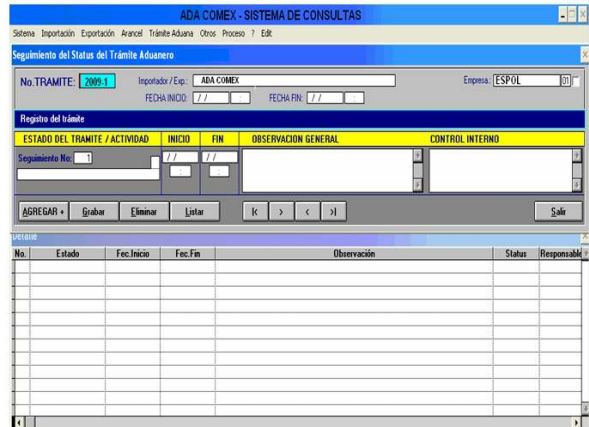 ADA COMEX - SISTEMA DE CONSULTAS
Sistema Importación Exportación Arancel Trámite Aduana Otros Proceso ? Edit
Seguimiento del Status del Trámite Aduanero
No.TRAMITE: 2009-1 Importador / Exp.: ADA COMEX Empresa.: ESPOL 01
FECHA INICIO: / / : FECHA FIN: / / :
Registro del trámite
ESTADO DEL TRAMITE / ACTIVIDAD INICIO FIN OBSERVACION GENERAL CONTROL INTERNO
Seguimiento No: 1 / / / /
: :
AGREGAR + Grabar Eliminar Listar |< > < >| Salir
Detalle
No. Estado Fec.Inicio Fec.Fin Observación Status Responsable